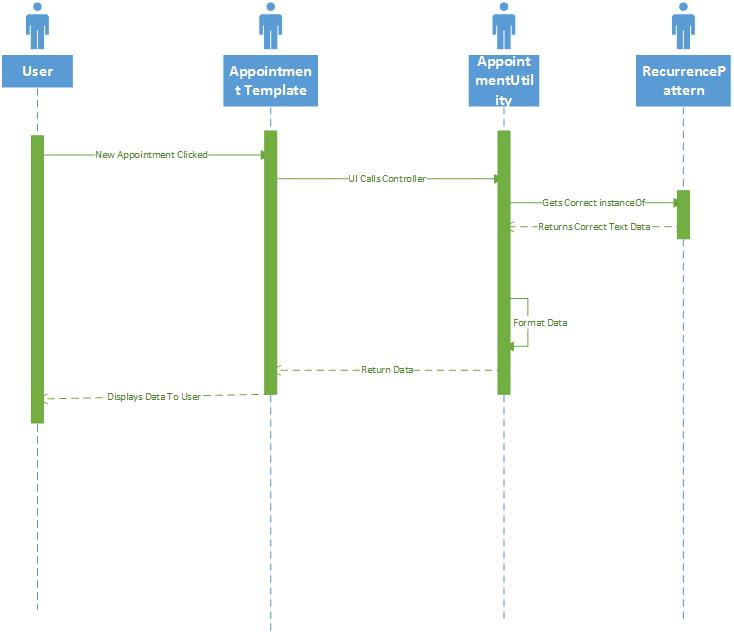 User
Appointmen
t Template
Appoint
mentUtil
ity
RecurrenceP
attern
New Appointment Clicked
UI Calls Controller
Gets Correct instanceOf
Returns Correct Text Data
Format Data
Return Data
Displays Data To User